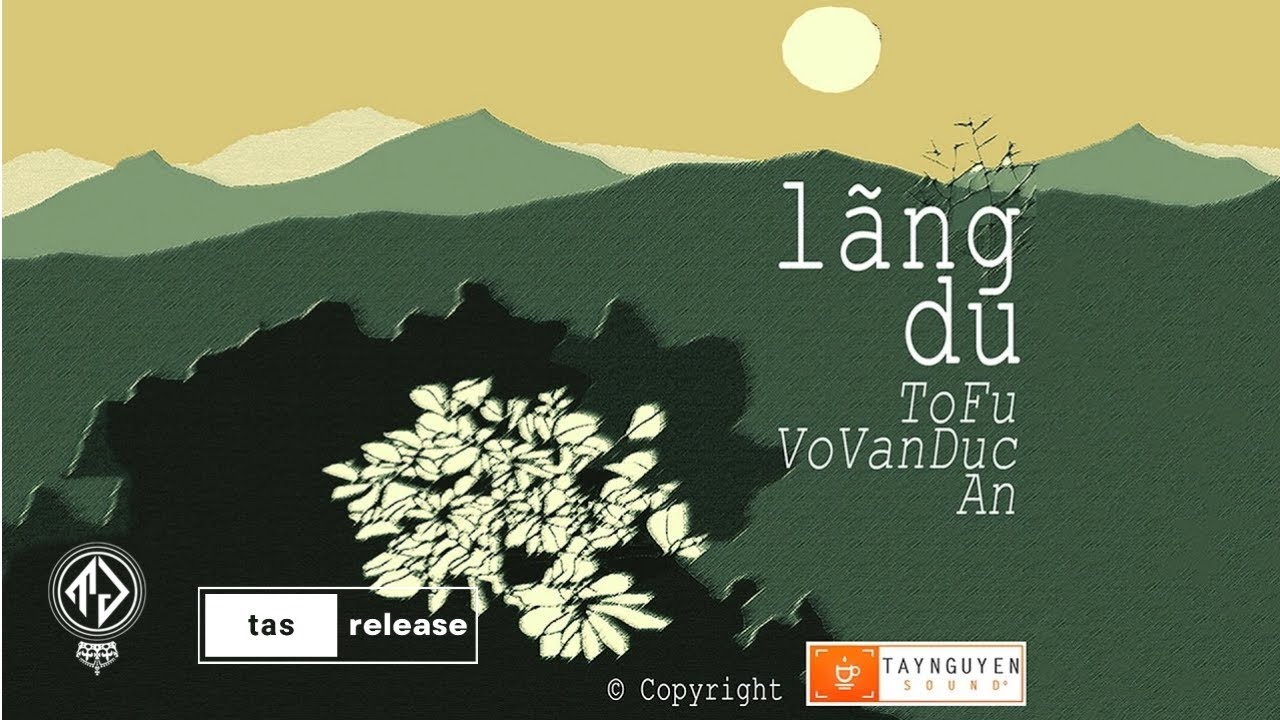 lãng
du
ToFu
VoVanDuc
An
tas release
© Copyright
TAYNGUYEN
SOUND